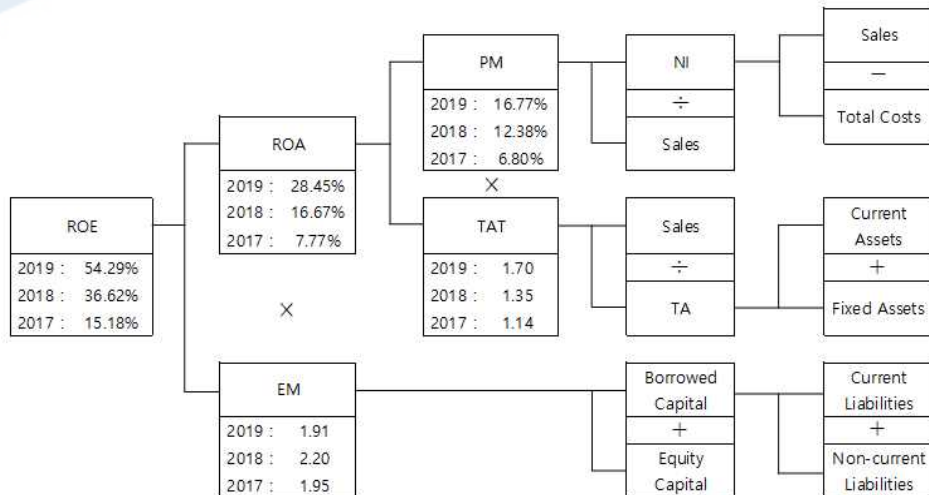 ROE
2019 : 54.29%
2018 : 36.62%
2017 : 15.18%
×
ROA
2019 : 28.45%
2018 : 16.67%
2017 : 7.77%
EM
2019 : 1.91
2018 : 2.20
2017 : 1.95
PM
2019 : 16.77%
2018 : 12.38%
2017 : 6.80%
×
TAT
2019 : 1.70
2018 : 1.35
2017 : 1.14
NI
÷
Sales
Sales
÷
TA
Borrowed
Capital
+
Equity
Capital
Sales
−
Total Costs
Current
Assets
+
Fixed Assets
Current
Liabilities
+
Non-current
Liabilities